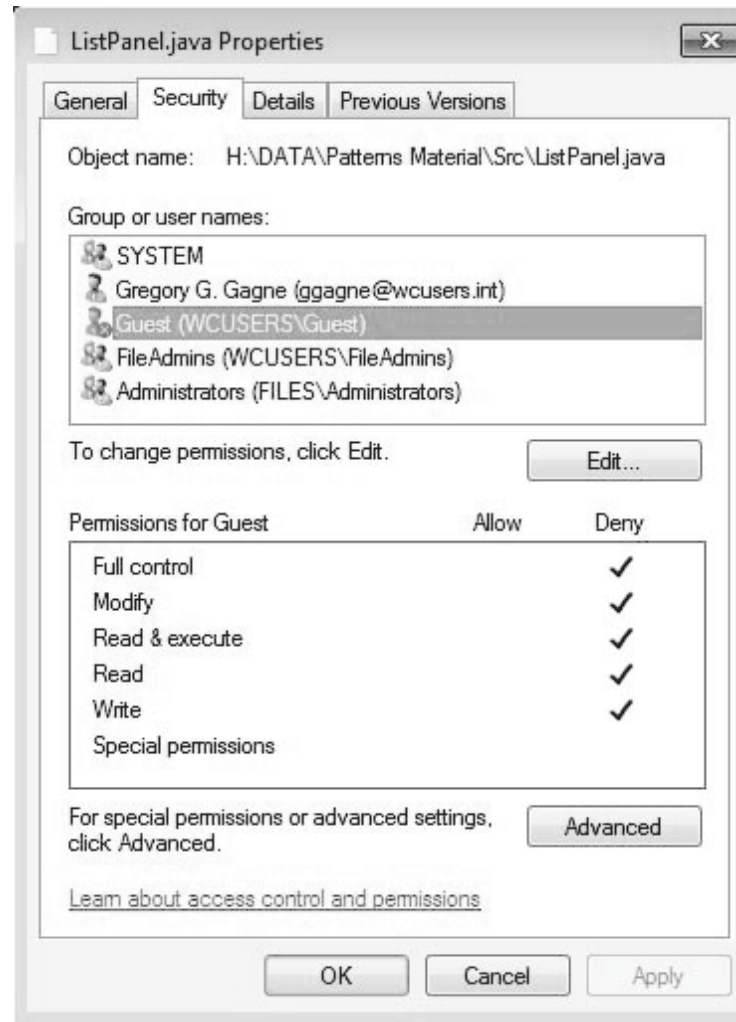 ListPanel.java Properties
General Security Details Previous Versions
Object name: H:\DATA\Patterns Material\Src\ListPanel.java
Group or user names:
SYSTEM
Gregory G. Gagne (ggagne@wcusers.int)
Guest (WCUSERS\Guest)
FileAdmins (WCUSERS\FileAdmins)
Administrators (FILES\Administrators)
To change permissions, click Edit.
Edit...
Permissions for Guest Allow Deny
Full control
Modify
Read & execute
Read
Write
Special permissions
For special permissions or advanced settings,
click Advanced.
Advanced
Learn about access control and permissions
OK Cancel Apply